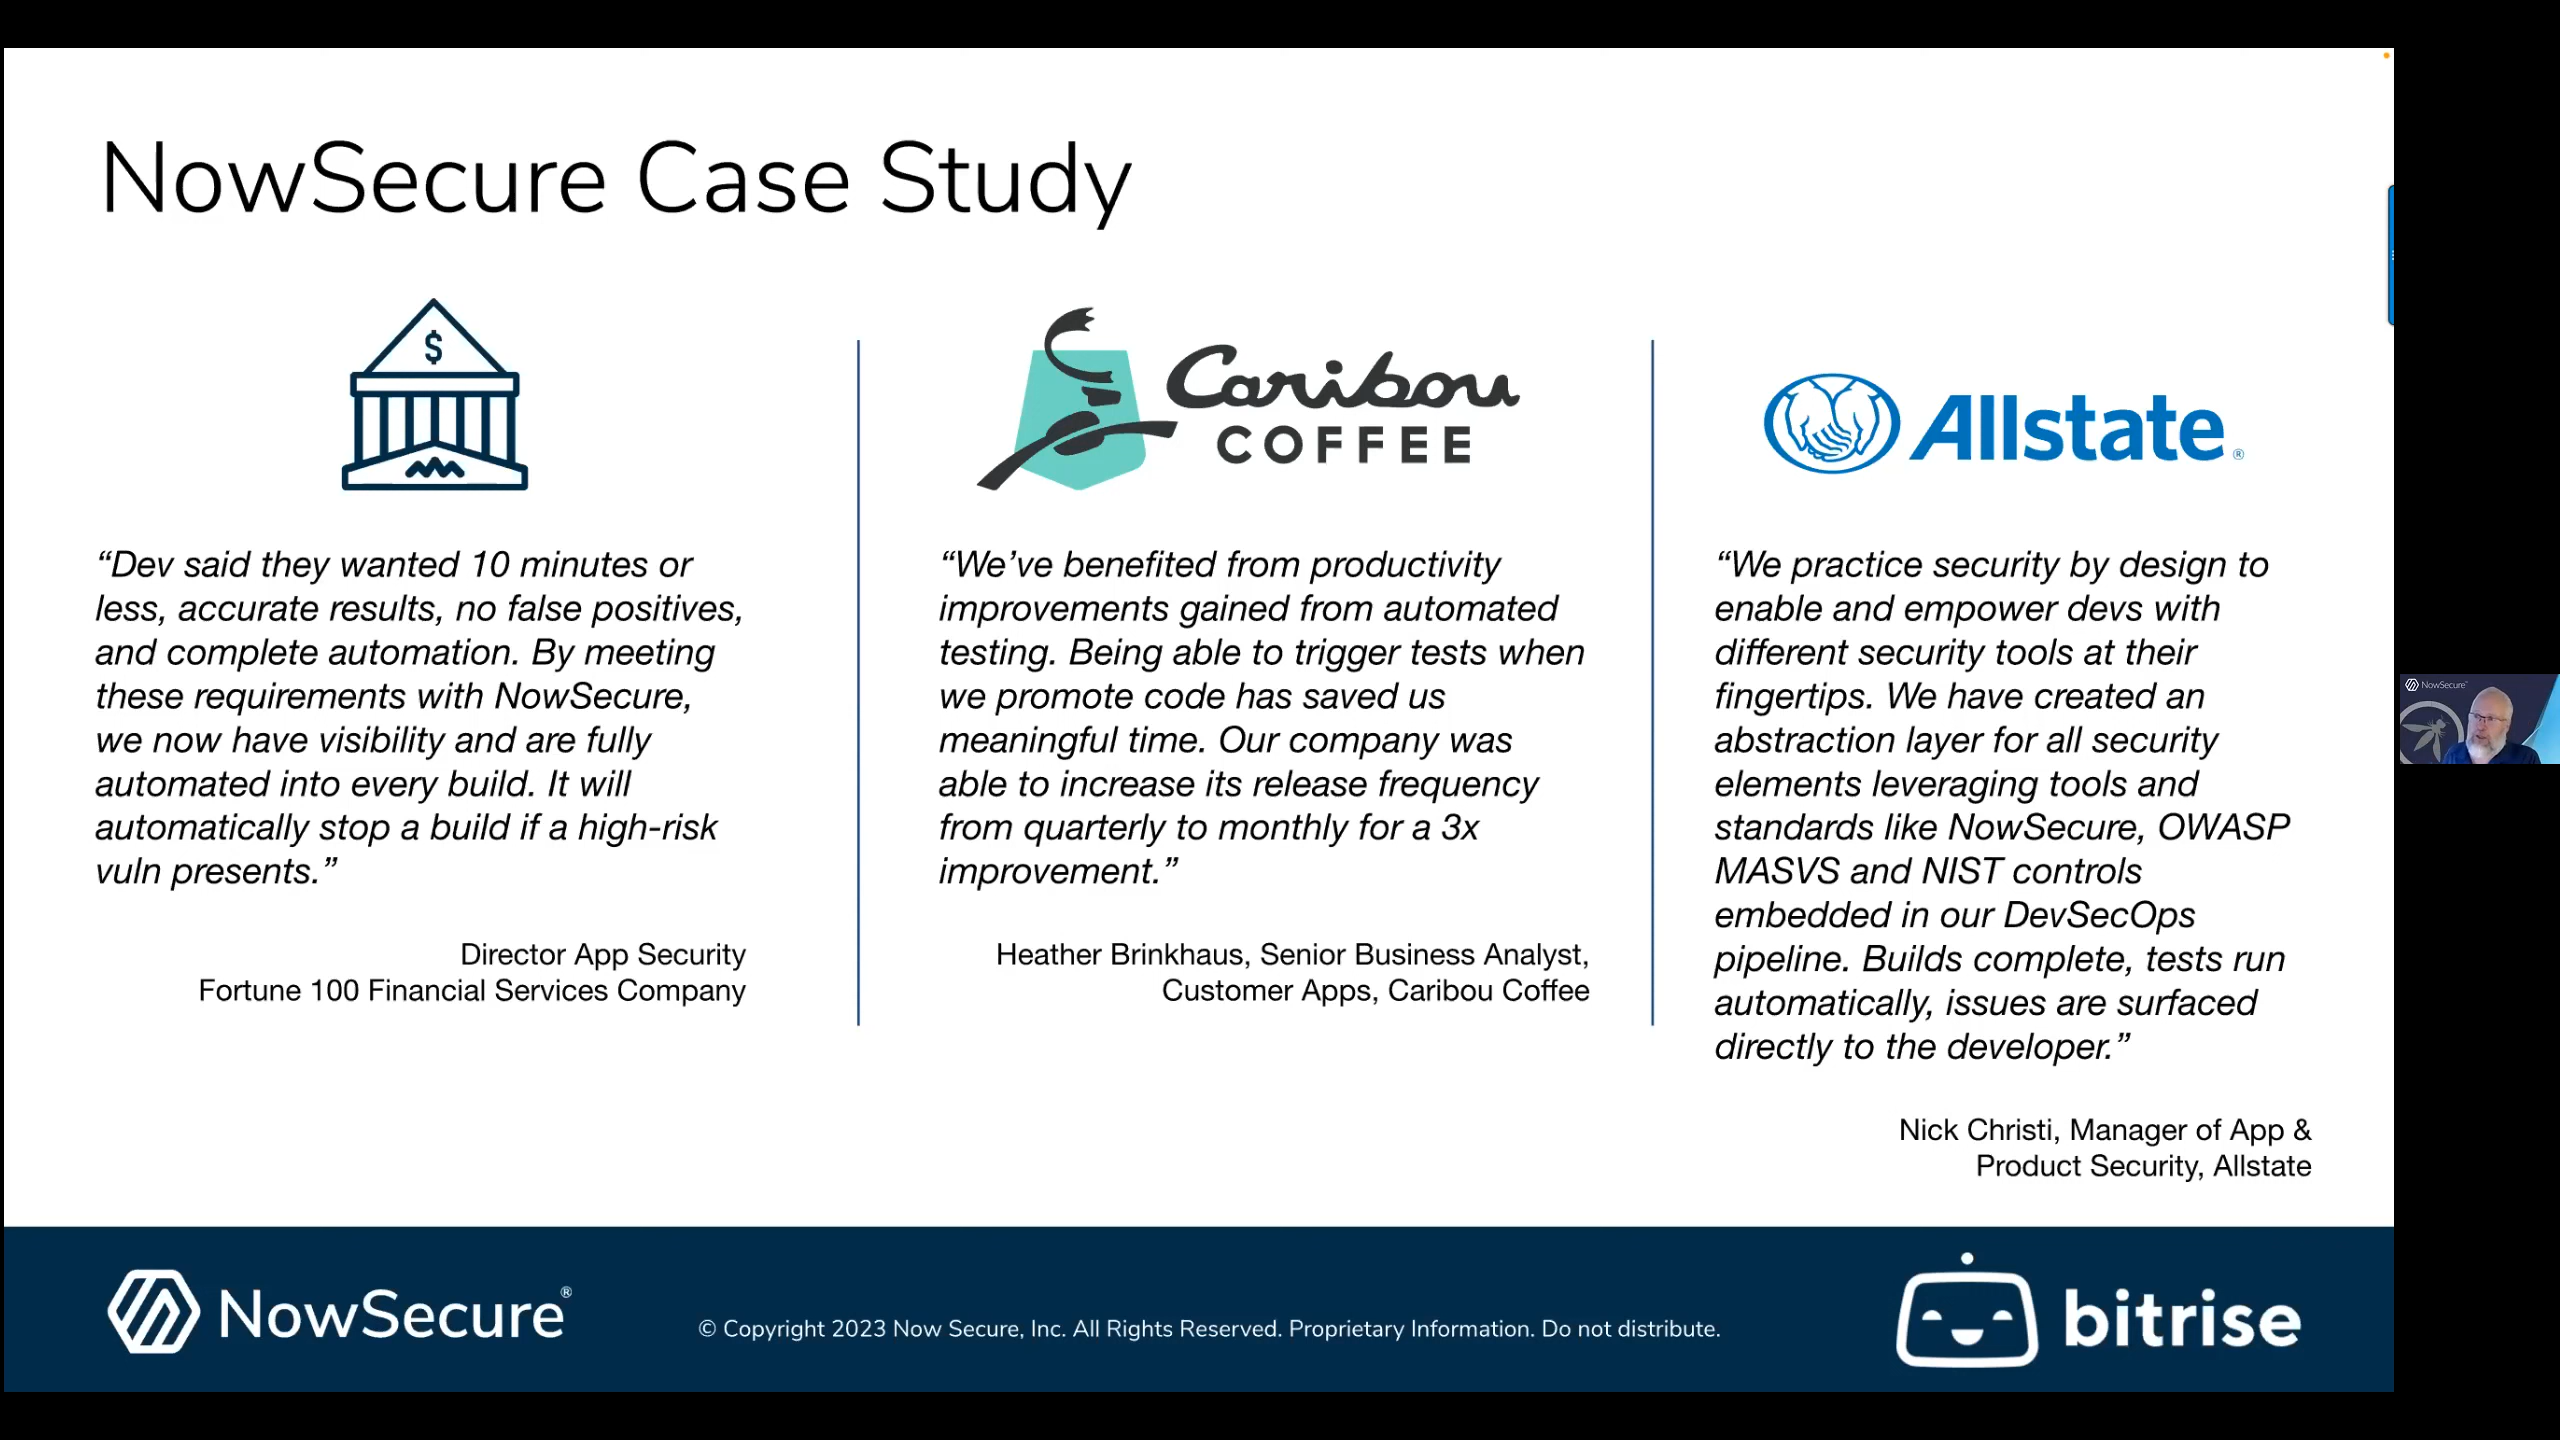 NowSecure Case Study
$
“Dev said they wanted 10 minutes or
less, accurate results, no false positives,
and complete automation. By meeting
these requirements with NowSecure,
we now have visibility and are fully
automated into every build. It will
automatically stop a build if a high-risk
vuln presents.”
Director App Security
Fortune 100 Financial Services Company
Caribou
COFFEE
“We’ve benefited from productivity
improvements gained from automated
testing. Being able to trigger tests when
we promote code has saved us
meaningful time. Our company was
able to increase its release frequency
from quarterly to monthly for a 3x
improvement.”
Heather Brinkhaus, Senior Business Analyst,
Customer Apps, Caribou Coffee
Allstate®
“We practice security by design to
enable and empower devs with
different security tools at their
fingertips. We have created an
abstraction layer for all security
elements leveraging tools and
standards like NowSecure, OWASP
MASVS and NIST controls
embedded in our DevSecOps
pipeline. Builds complete, tests run
automatically, issues are surfaced
directly to the developer.”
Nick Christi, Manager of App &
Product Security, Allstate
NowSecure
NowSecure®
© Copyright 2023 Now Secure, Inc. All Rights Reserved. Proprietary Information. Do not distribute.
bitrise